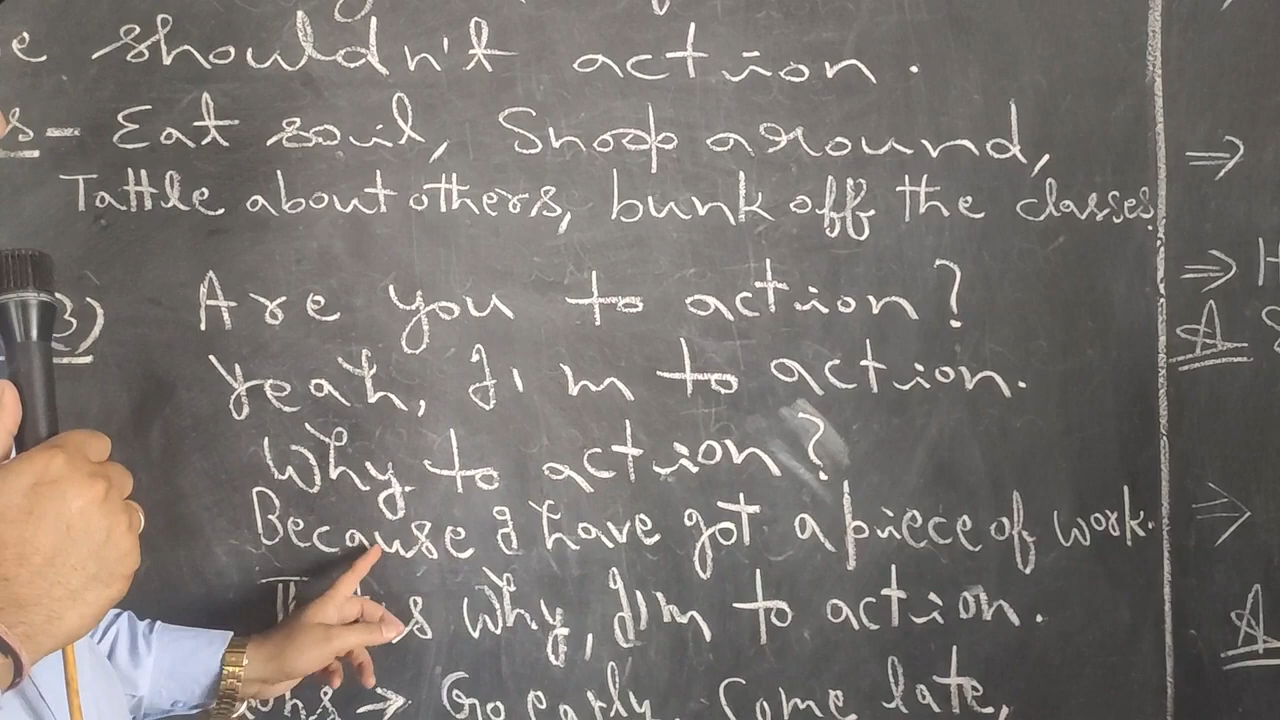 e shouldn't action.
s- Eat soil, Snoop around,
Tattle about others, bunk off the classes.
3) Are you to action?
Yeah, I'm to action.
Why to action?
Because I have got a piece of work.
s why, I'm to action.
→ Go early, Come late,
⇒
⇒ H
A S
⇒
A